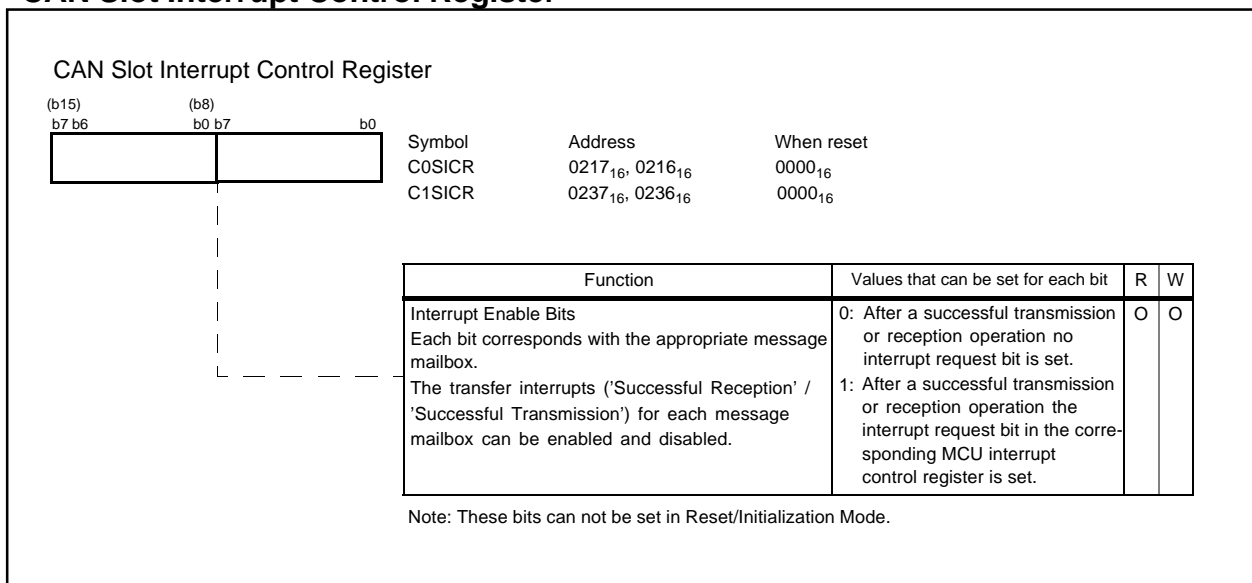 CAN Slot Interrupt Control Register
CAN Slot Interrupt Control Register
(b15) (b8)
b7 b6 b0 b7 b0
Symbol Address When reset
C0SICR 0217₁₆, 0216₁₆ 0000₁₆
C1SICR 0237₁₆, 0236₁₆ 0000₁₆
Function Values that can be set for each bit R W
Interrupt Enable Bits
Each bit corresponds with the appropriate message
mailbox.
The transfer interrupts ('Successful Reception' /
'Successful Transmission') for each message
mailbox can be enabled and disabled.
0: After a successful transmission
or reception operation no
interrupt request bit is set.
1: After a successful transmission
or reception operation the
interrupt request bit in the corre-
sponding MCU interrupt
control register is set.
O O
Note: These bits can not be set in Reset/Initialization Mode.